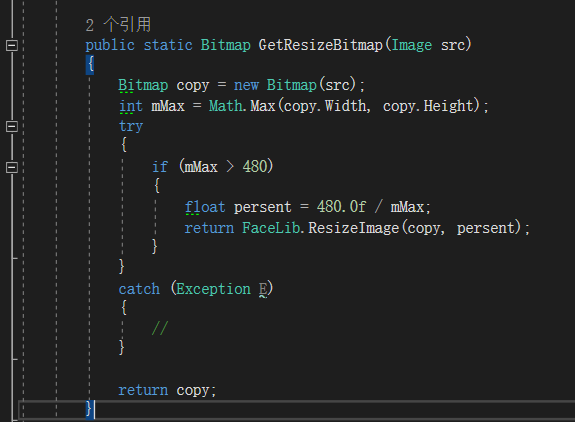 2 个引用
public static Bitmap GetResizeBitmap(Image src)
{
Bitmap copy = new Bitmap(src);
int mMax = Math.Max(copy.Width, copy.Height);
try
{
if (mMax > 480)
{
float persent = 480.0f / mMax;
return FaceLib.ResizeImage(copy, persent);
}
}
catch (Exception E)
{
//
}
return copy;
}